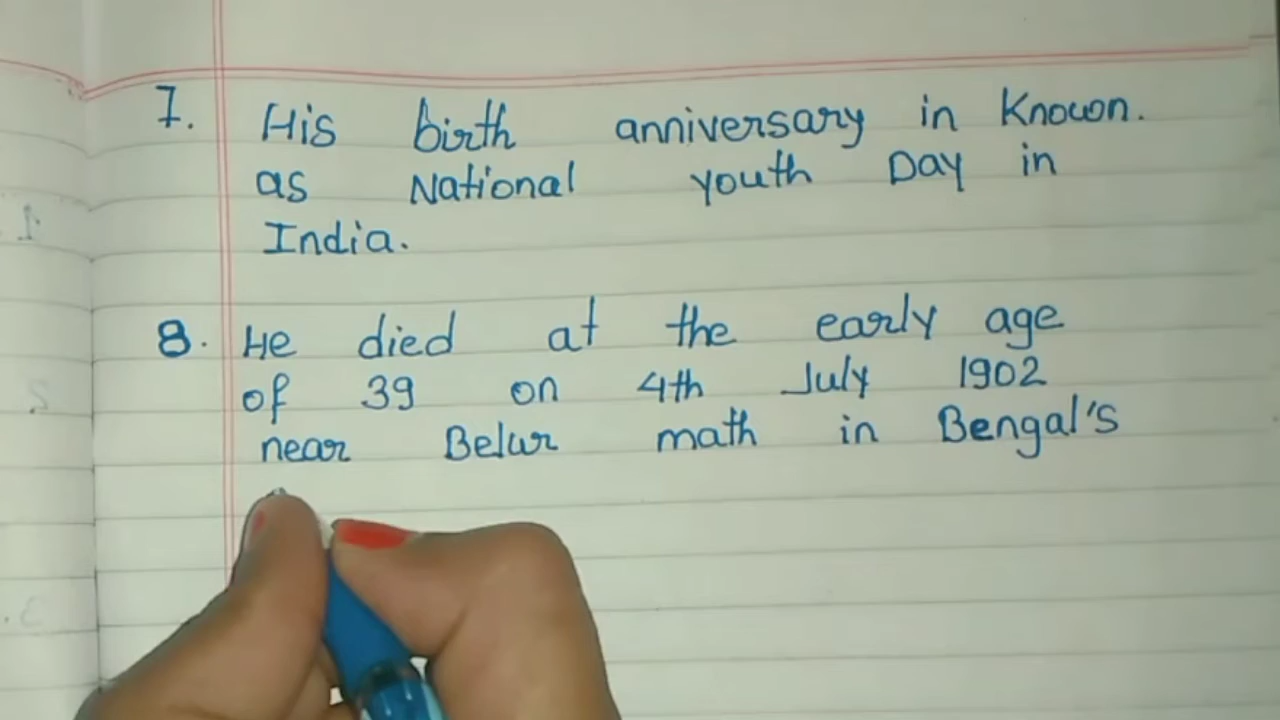 7. His birth anniversary in Known.
as National youth Day in
India.
8. He died at the early age
of 39 on 4th July 1902
near Belur math in Bengal's